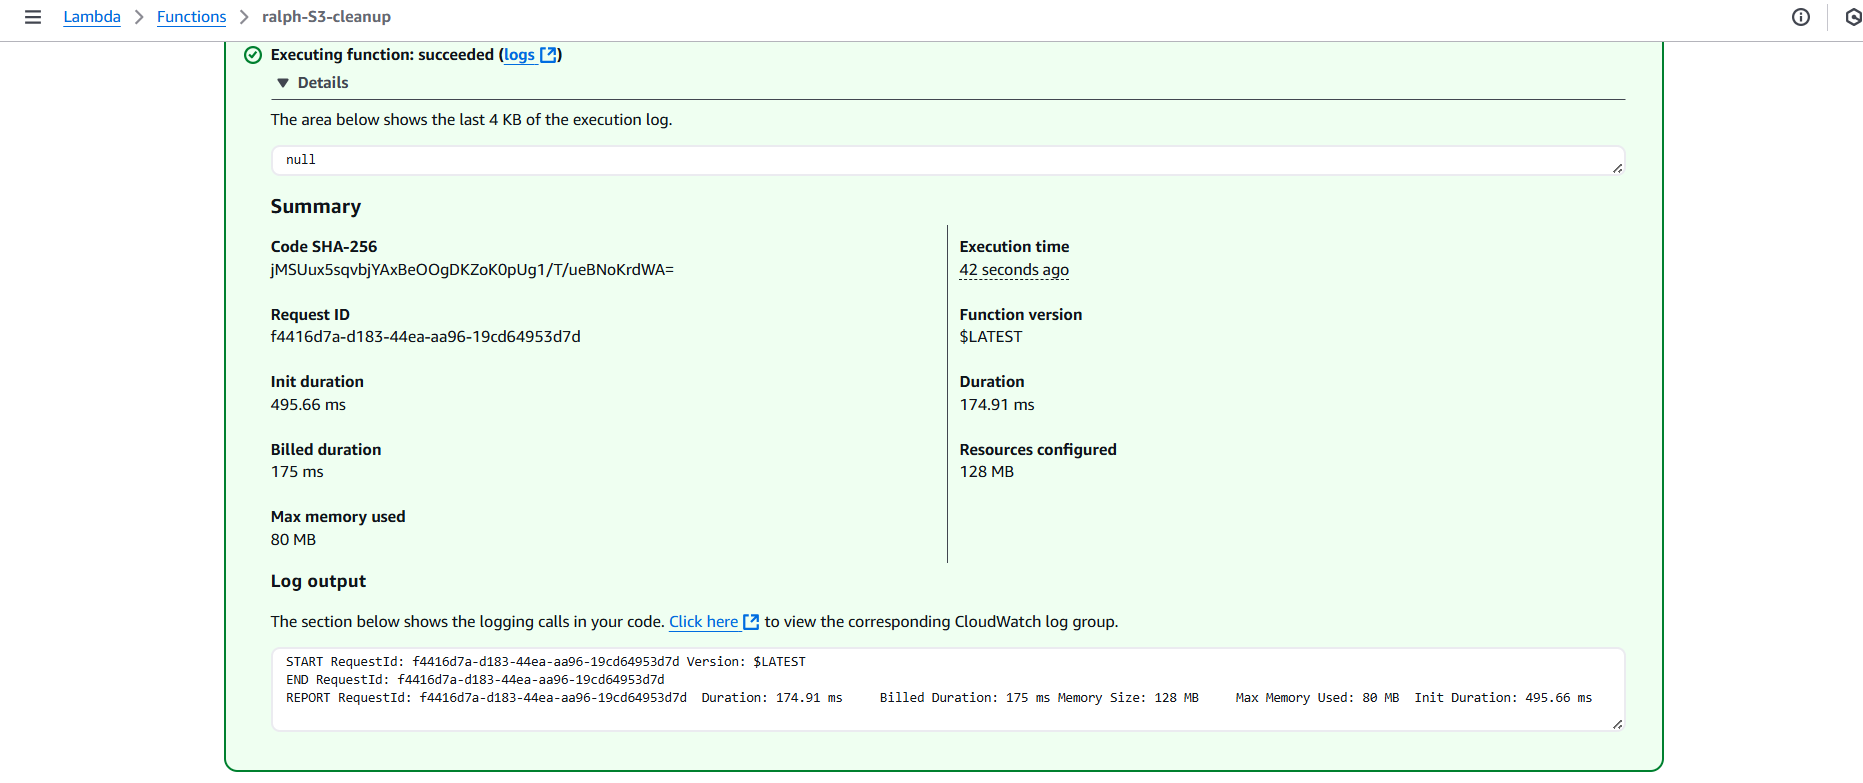 Lambda > Functions > ralph-S3-cleanup
Executing function: succeeded (logs)
Details
The area below shows the last 4 KB of the execution log.
null
Summary
Code SHA-256
jMSUux5sqvbjYAxBeOOgDKZoK0pUg1/T/ueBNoKrdWA=
Execution time
42 seconds ago
Request ID
f4416d7a-d183-44ea-aa96-19cd64953d7d
Function version
$LATEST
Init duration
495.66 ms
Duration
174.91 ms
Billed duration
175 ms
Resources configured
128 MB
Max memory used
80 MB
Log output
The section below shows the logging calls in your code. Click here to view the corresponding CloudWatch log group.
START RequestId: f4416d7a-d183-44ea-aa96-19cd64953d7d Version: $LATEST
END RequestId: f4416d7a-d183-44ea-aa96-19cd64953d7d
REPORT RequestId: f4416d7a-d183-44ea-aa96-19cd64953d7d Duration: 174.91 ms Billed Duration: 175 ms Memory Size: 128 MB Max Memory Used: 80 MB Init Duration: 495.66 ms